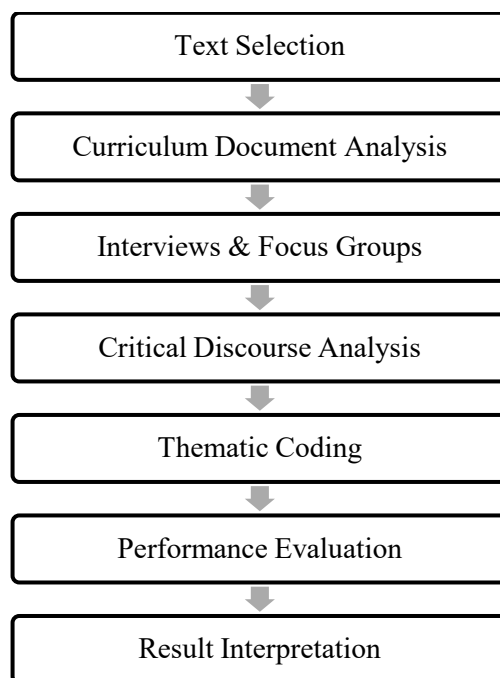 Text Selection
Curriculum Document Analysis
Interviews & Focus Groups
Critical Discourse Analysis
Thematic Coding
Performance Evaluation
Result Interpretation